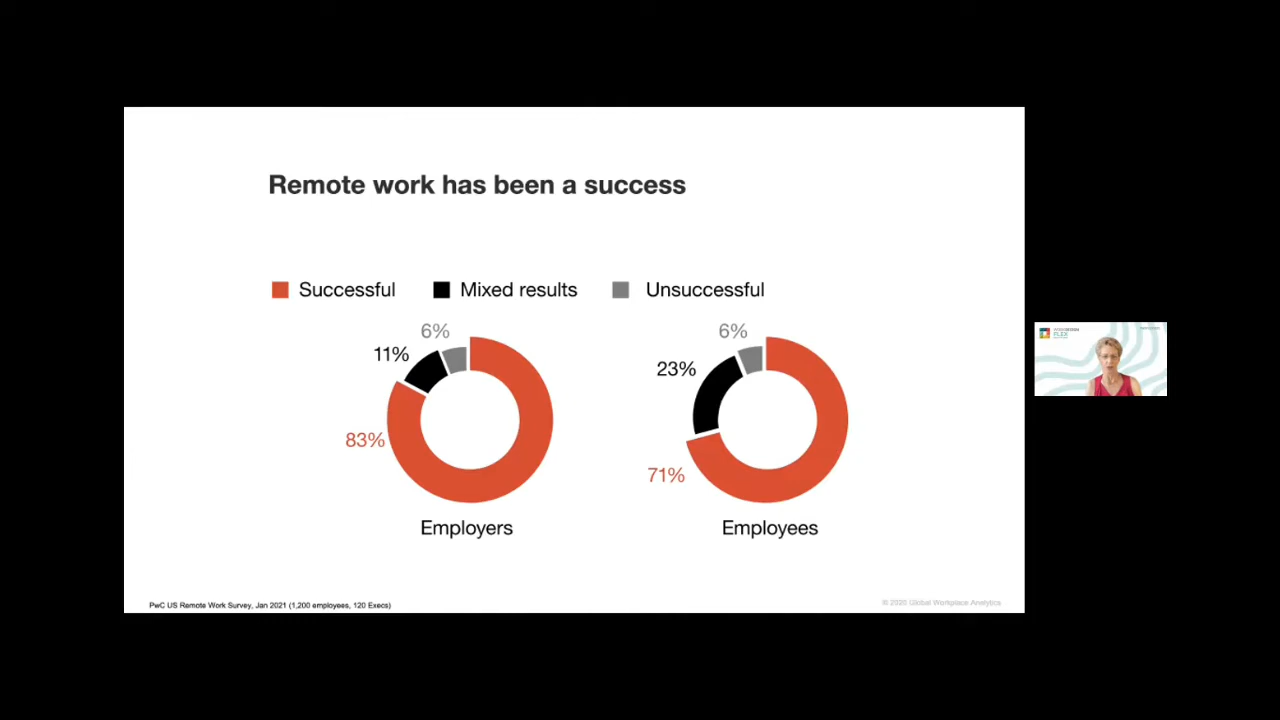 Remote work has been a success
Successful
Mixed results
Unsuccessful
6%
11%
83%
Employers
6%
23%
71%
Employees
PwC US Remote Work Survey, Jan 2021 (1,200 employees, 120 Execs)
© 2020 Global Workplace Analytics
FLEX